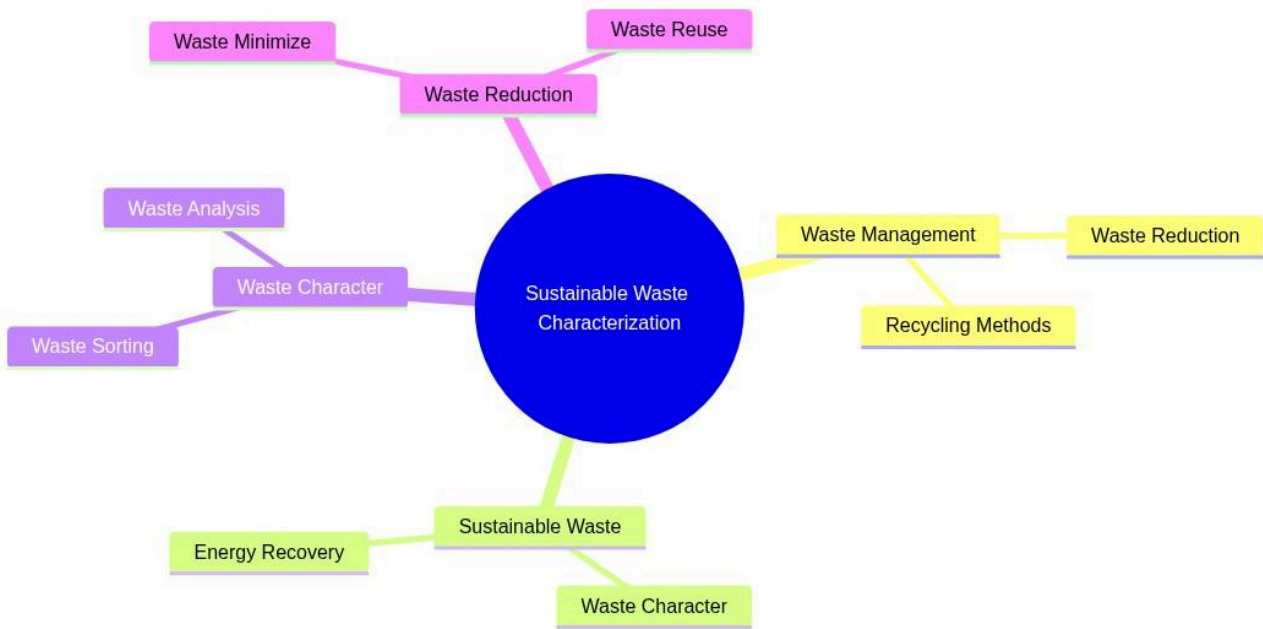 Waste Minimize
Waste Reuse
Waste Reduction
Waste Analysis
Waste Character
Waste Sorting
Sustainable Waste
Characterization
Waste Management
Waste Reduction
Recycling Methods
Sustainable Waste
Energy Recovery
Waste Character